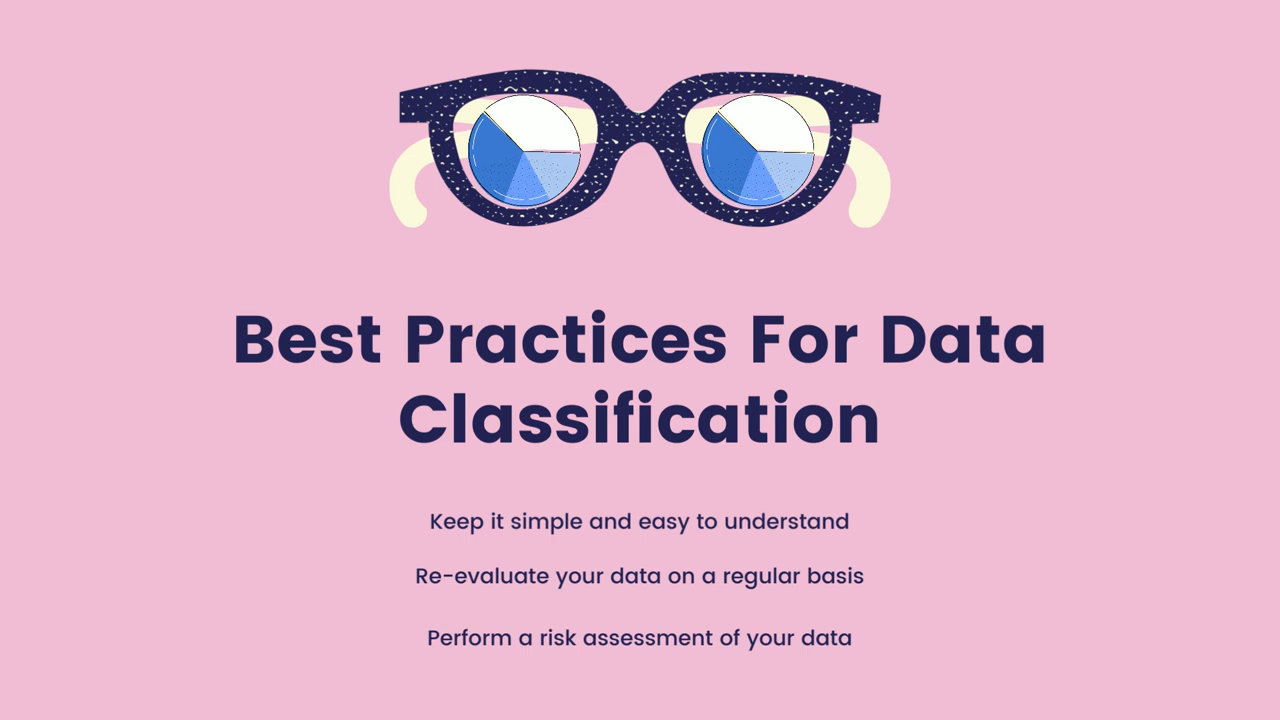 Best Practices For Data
Classification
Keep it simple and easy to understand
Re-evaluate your data on a regular basis
Perform a risk assessment of your data